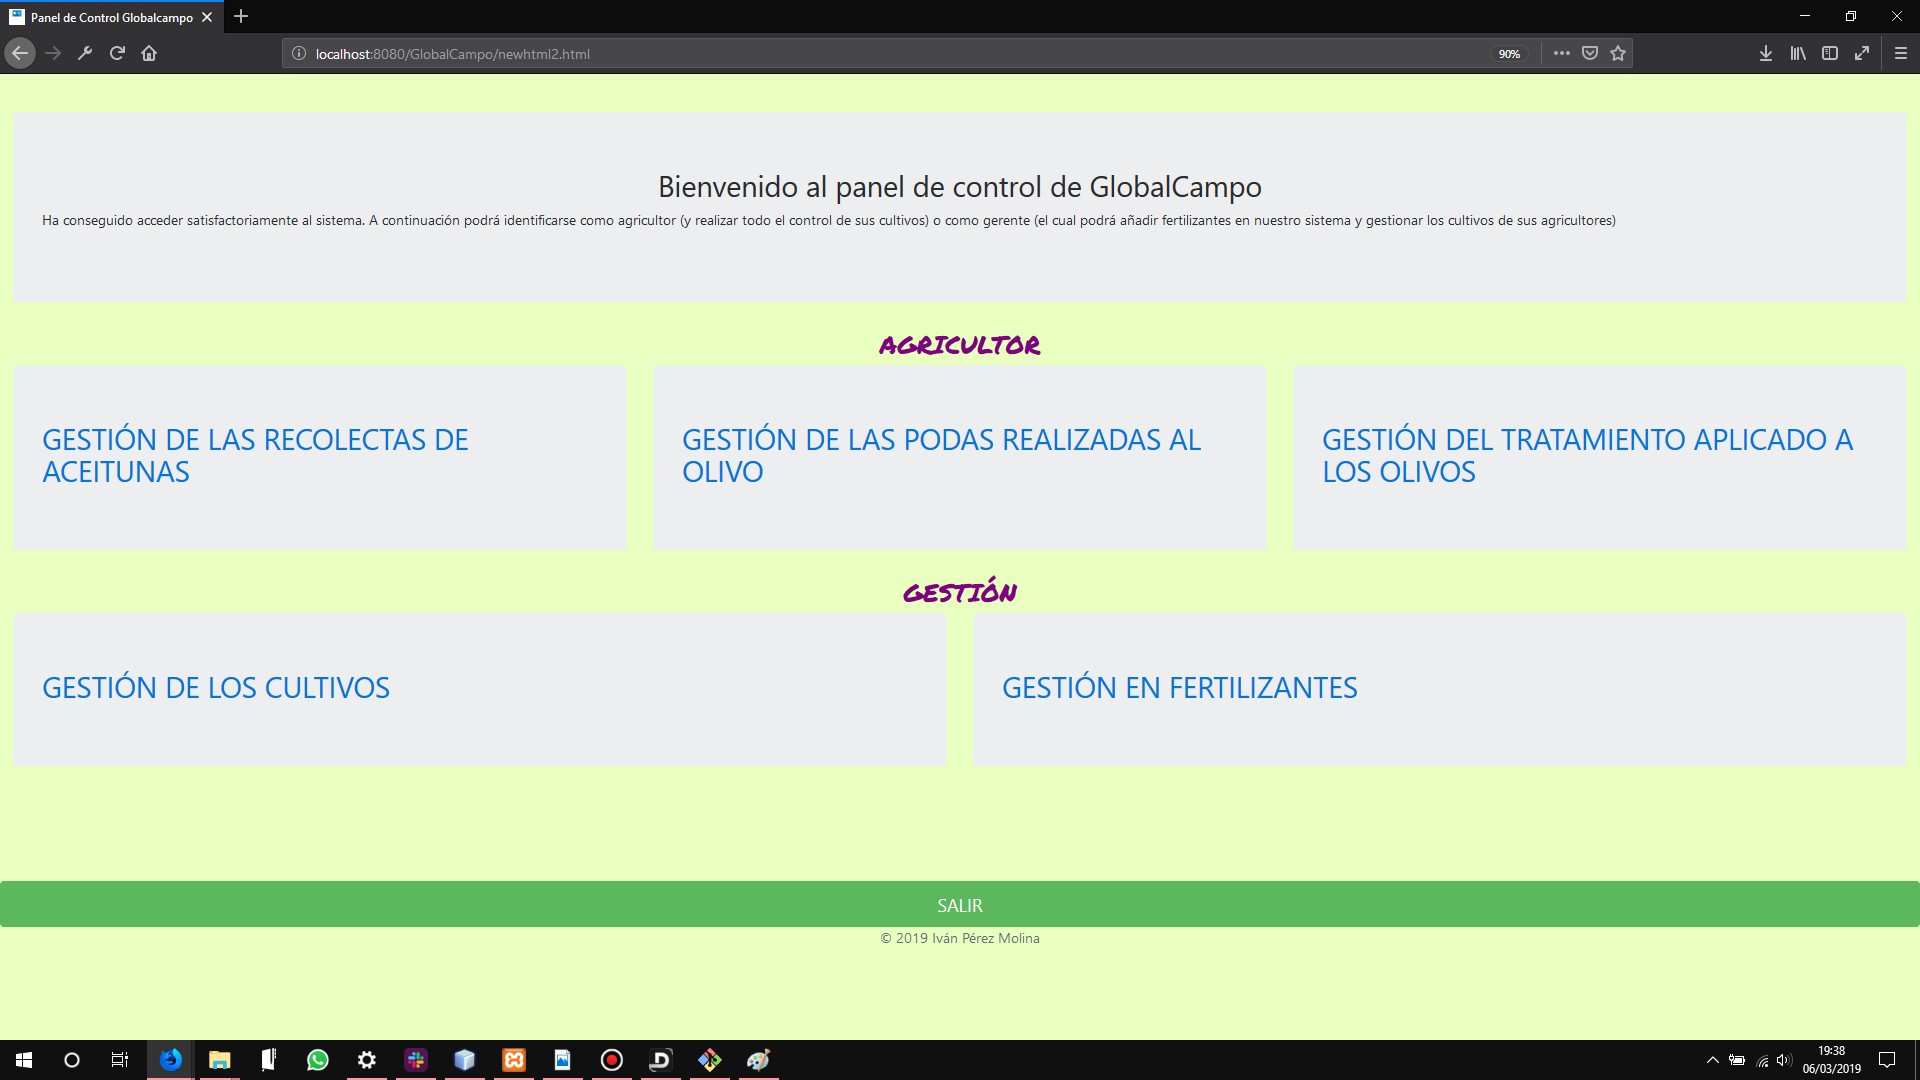 Panel de Control Globalcampo
localhost:8080/GlobalCampo/newhtml2.html
90%
Bienvenido al panel de control de GlobalCampo
Ha conseguido acceder satisfactoriamente al sistema. A continuación podrá identificarse como agricultor (y realizar todo el control de sus cultivos) o como gerente (el cual podrá añadir fertilizantes en nuestro sistema y gestionar los cultivos de sus agricultores)
AGRICULTOR
GESTIÓN DE LAS RECOLECTAS DE
ACEITUNAS
GESTIÓN DE LAS PODAS REALIZADAS AL
OLIVO
GESTIÓN DEL TRATAMIENTO APLICADO A
LOS OLIVOS
GESTIÓN
GESTIÓN DE LOS CULTIVOS
GESTIÓN EN FERTILIZANTES
SALIR
© 2019 Iván Pérez Molina
19:38
06/03/2019